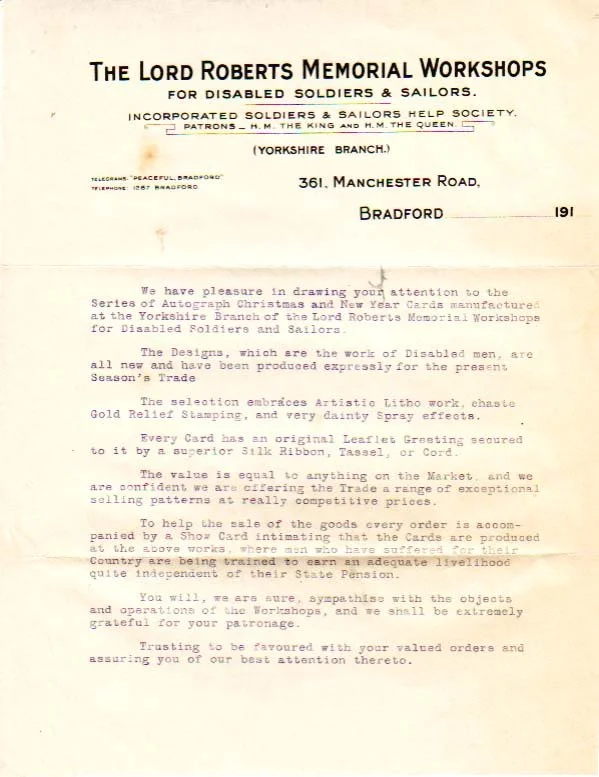 THE LORD ROBERTS MEMORIAL WORKSHOPS
FOR DISABLED SOLDIERS & SAILORS.
INCORPORATED SOLDIERS & SAILORS HELP SOCIETY.
PATRONS – H.M. THE KING AND H.M. THE QUEEN.
(YORKSHIRE BRANCH.)
TELEGRAMS: "PEACEFUL, BRADFORD"
TELEPHONE: 1267 BRADFORD
361, MANCHESTER ROAD,
BRADFORD 191
We have pleasure in drawing your attention to the
Series of Autograph Christmas and New Year Cards manufactured
at the Yorkshire Branch of the Lord Roberts Memorial Workshops
for Disabled Soldiers and Sailors.
The Designs, which are the work of Disabled men, are
all new and have been produced expressly for the present
Season's Trade
The selection embraces Artistic Litho work, chaste
Gold Relief Stamping, and very dainty Spray effects.
Every Card has an original Leaflet Greeting secured
to it by a superior Silk Ribbon, Tassel, or Cord.
The value is equal to anything on the Market, and we
are confident we are offering the Trade a range of exceptional
selling patterns at really competitive prices.
To help the sale of the goods every order is accom-
panied by a Show Card intimating that the Cards are produced
at the above works, where men who have suffered for their
Country are being trained to earn an adequate livelihood
quite independent of their State Pension.
You will, we are sure, sympathise with the objects
and operations of the Workshops, and we shall be extremely
grateful for your patronage.
Trusting to be favoured with your valued orders and
assuring you of our best attention thereto.